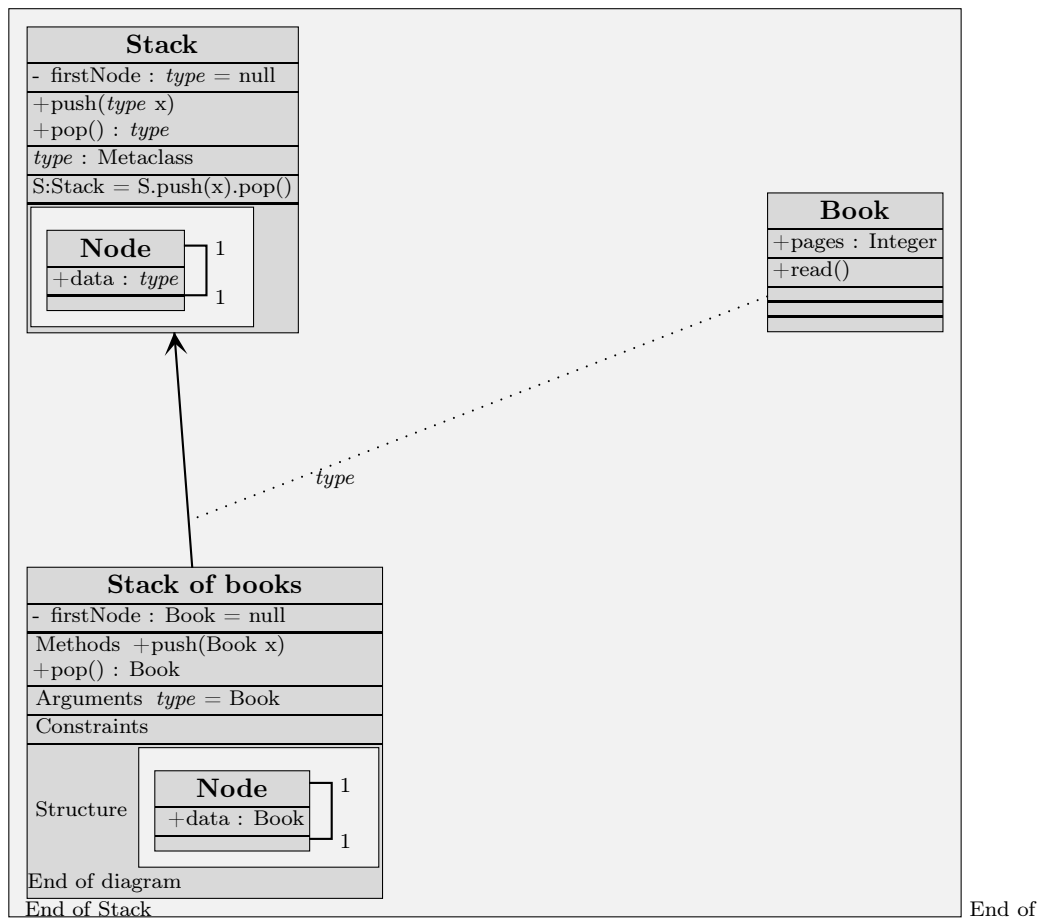 Stack
- firstNode : type = null
+push(type x)
+pop() : type
type : Metaclass
S:Stack = S.push(x).pop()
Node
1
+data : type
1
Book
+pages : Integer
+read()
type
Stack of books
- firstNode : Book = null
Methods +push(Book x)
+pop() : Book
Arguments type = Book
Constraints
Structure
Node
1
+data : Book
1
End of diagram
End of Stack
End of